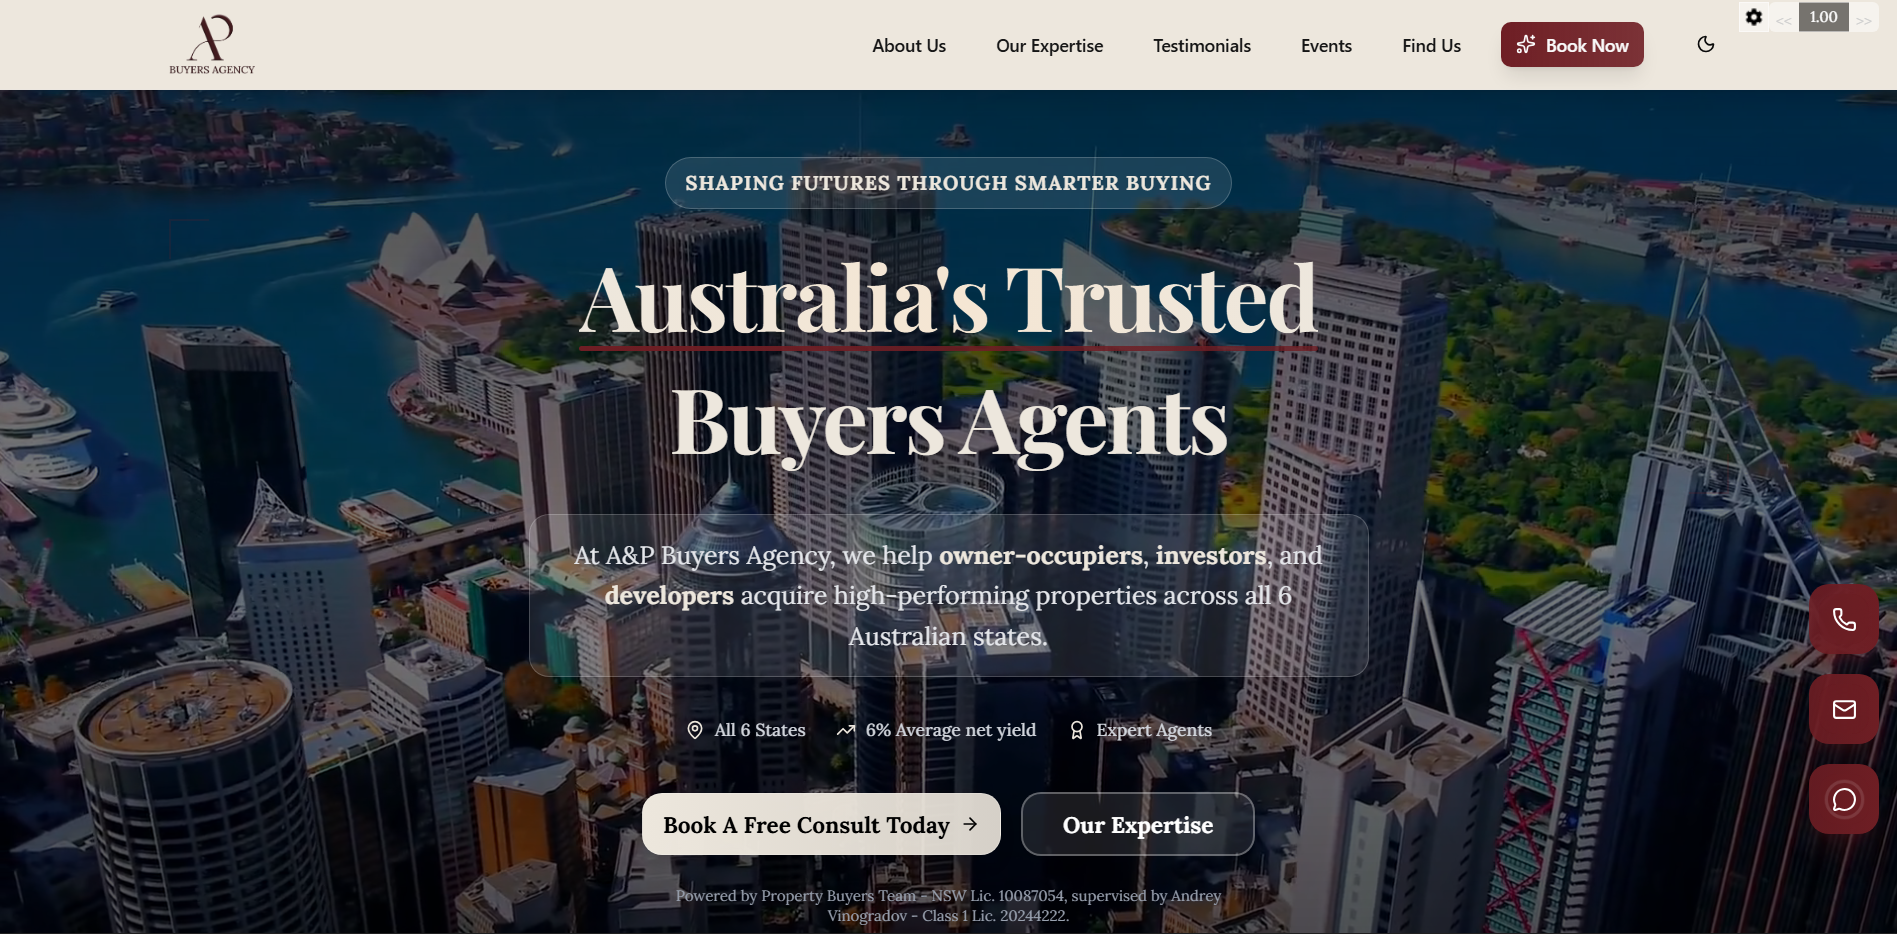 AP
BUYERS AGENCY
About Us
Our Expertise
Testimonials
Events
Find Us
Book Now
<<
1.00
>>
SHAPING FUTURES THROUGH SMARTER BUYING
Australia's Trusted
Buyers Agents
At A&P Buyers Agency, we help owner-occupiers, investors, and
developers acquire high-performing properties across all 6
Australian states.
All 6 States
6% Average net yield
Expert Agents
Book A Free Consult Today
Our Expertise
Powered by Property Buyers Team - NSW Lic. 10087054, supervised by Andrey
Vinogradov - Class 1 Lic. 20244222.